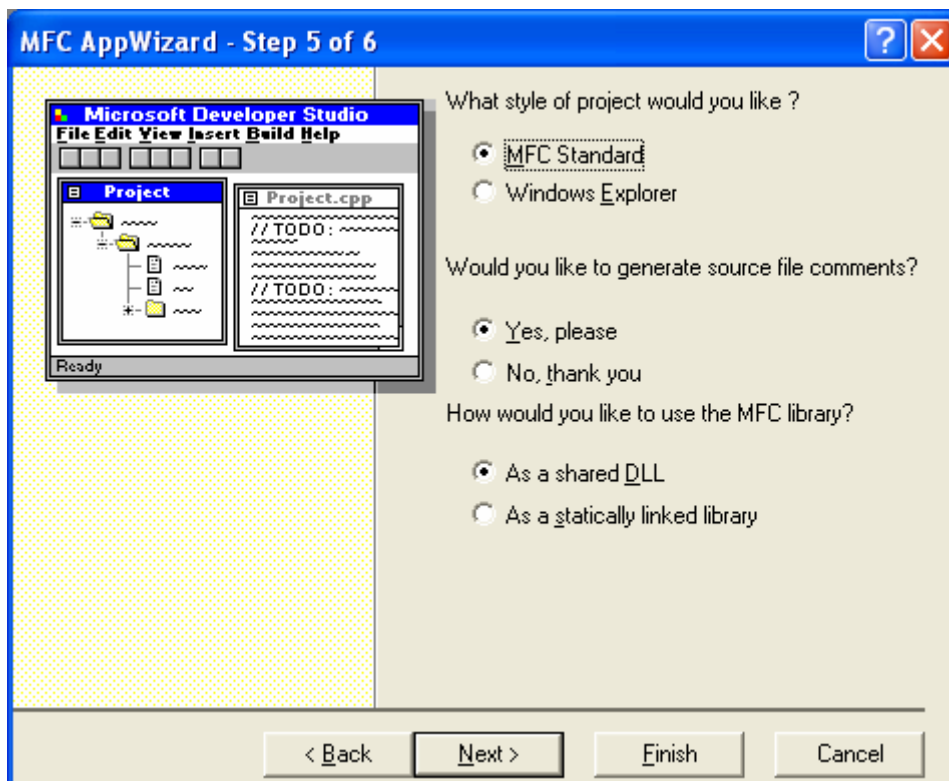 MFC AppWizard - Step 5 of 6
Microsoft Developer Studio
File Edit View Insert Build Help
Project
Project.cpp
//TODO:
//TODO:
Ready
What style of project would you like ?
MFC Standard
Windows Explorer
Would you like to generate source file comments?
Yes, please
No, thank you
How would you like to use the MFC library?
As a shared DLL
As a statically linked library
< Back
Next >
Finish
Cancel